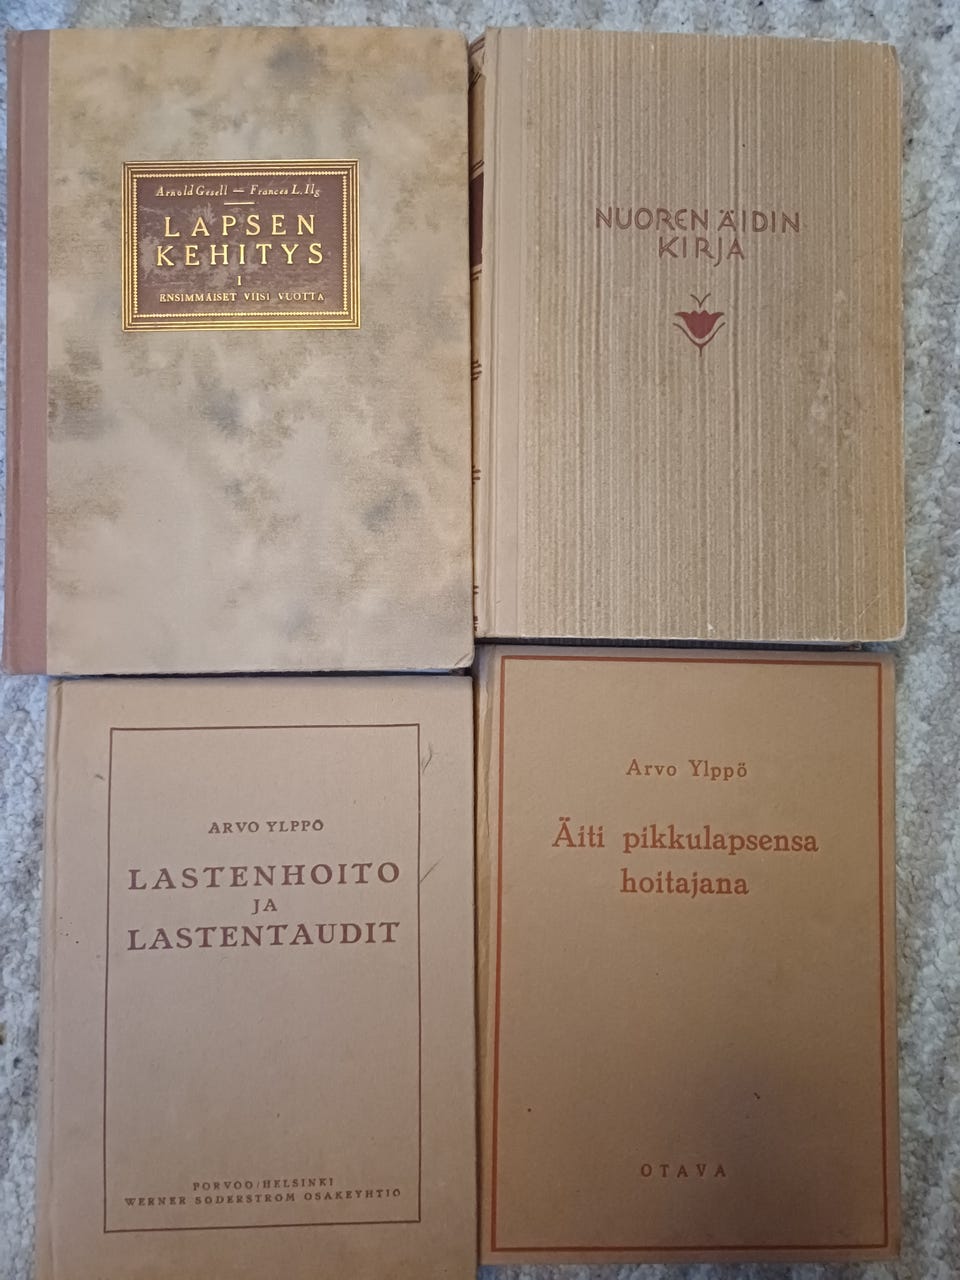 Arnold Gesell — Frances L. Ilg
LAPSEN
KEHITYS
I
ENSIMMÄISET VIISI VUOTTA
NUOREN ÄIDIN
KIRJA
ARVO YLPPÖ
LASTENHOITO
JA
LASTENTAUDIT
PORVOO/HELSINKI
WERNER SÖDERSTRÖM OSAKEYHTIÖ
Arvo Ylppö
Äiti pikkulapsensa
hoitajana
OTAVA